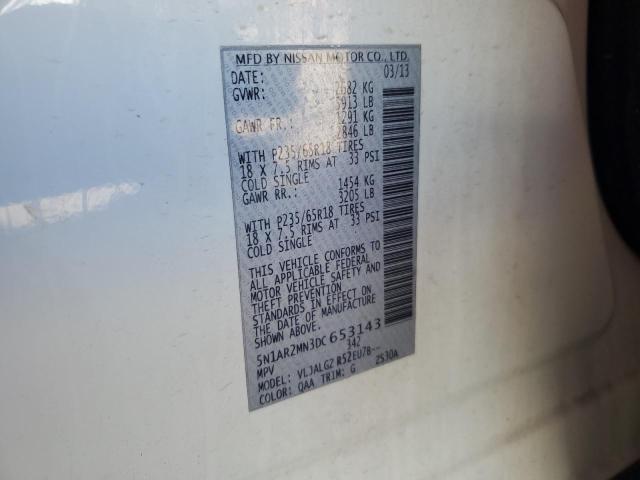 MFD BY NISSAN MOTOR CO., LTD.
DATE: 03/13
GVWR: 2682 KG
5913 LB
GAWR FR.: 1291 KG
2846 LB
WITH P235/65R18 TIRES
18 X 7.5 RIMS AT 33 PSI
COLD SINGLE
GAWR RR.: 1454 KG
3205 LB
WITH P235/65R18 TIRES
18 X 7.5 RIMS AT 33 PSI
COLD SINGLE
THIS VEHICLE CONFORMS TO
ALL APPLICABLE FEDERAL
MOTOR VEHICLE SAFETY AND
THEFT PREVENTION
STANDARDS IN EFFECT ON
THE DATE OF MANUFACTURE
SHOWN ABOVE.
5N1AR2MN3DC653143
MPV 342
MODEL: VLJALGZ R52EU7B--
COLOR: QAA TRIM: G 2S30A